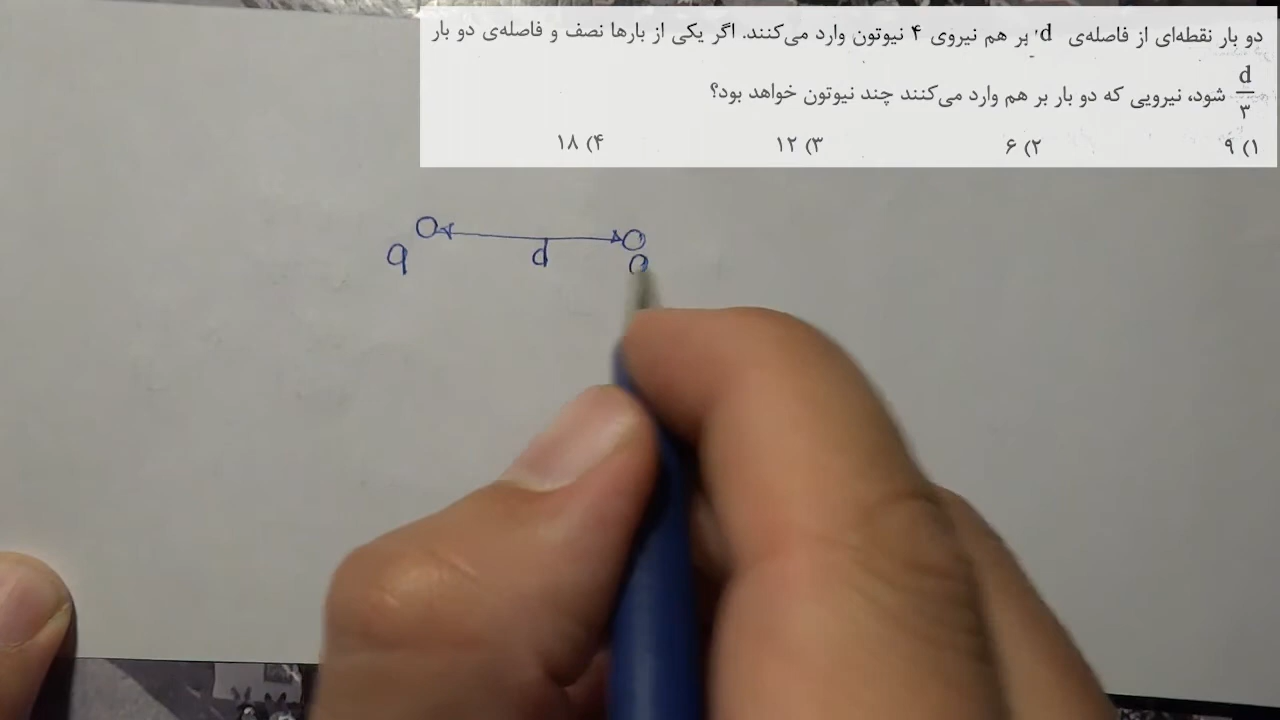 دو بار نقطه‌ای از فاصله‌ی d بر هم نیروی ۴ نیوتون وارد می‌کنند. اگر یکی از بارها نصف و فاصله‌ی دو بار
d/۳ شود، نیرویی که دو بار بر هم وارد می‌کنند چند نیوتون خواهد بود؟
۱) ۹ ۲) ۶ ۳) ۱۲ ۴) ۱۸
q d